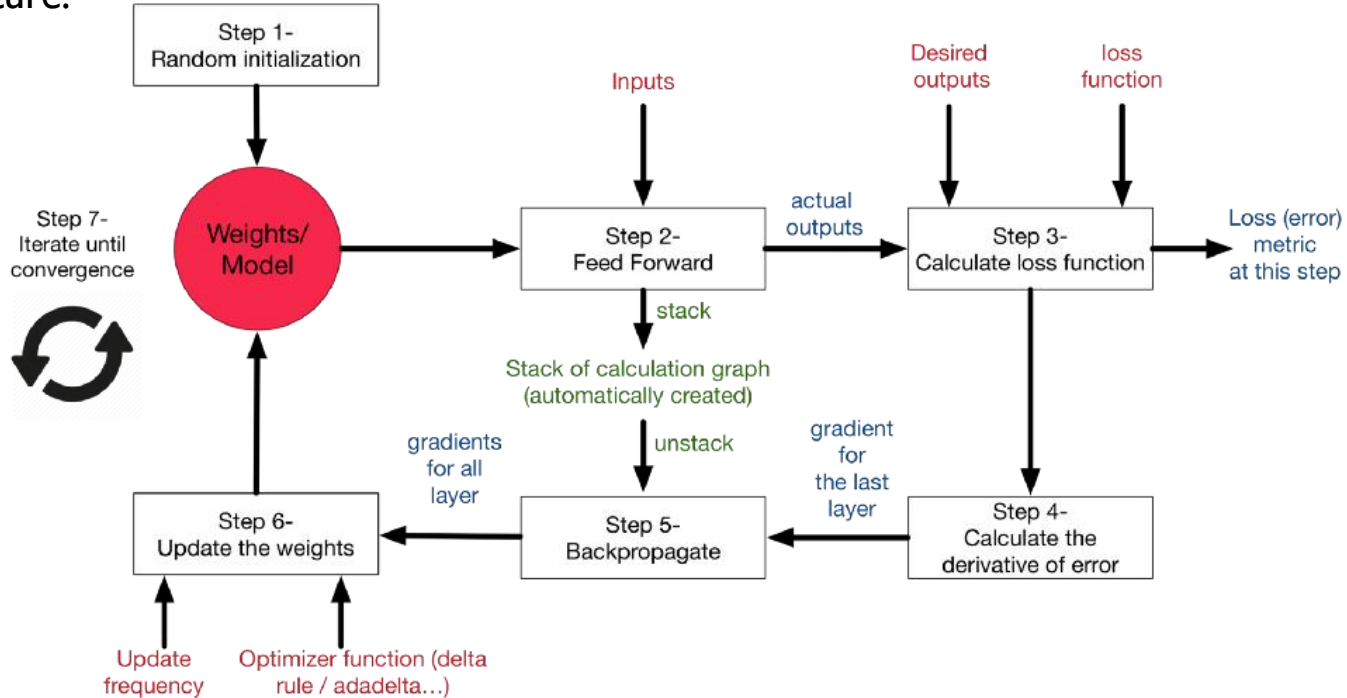 Step 1-
Random initialization
Inputs
Desired
outputs
loss
function
Step 7-
Iterate until
convergence
Weights/
Model
Step 2-
Feed Forward
actual
outputs
Step 3-
Calculate loss function
Loss (error)
metric
at this step
stack
Stack of calculation graph
(automatically created)
unstack
gradients
for all
layer
gradient
for
the last
layer
Step 6-
Update the weights
Step 5-
Backpropagate
Step 4-
Calculate the
derivative of error
Update
frequency
Optimizer function (delta
rule / adadelta...)